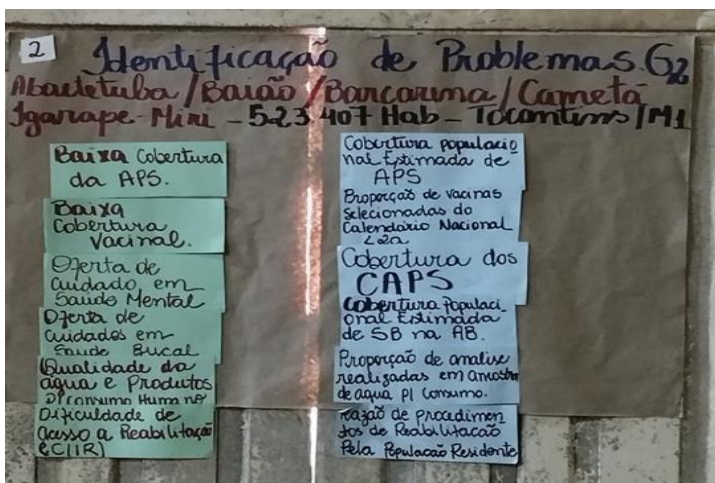 2
Identificação de Problemas. G2
Abaetetuba / Baião / Barcarena / Cametá
Igarape-Miri - 523.407 Hab - Tocantins / M1
Baixa Cobertura
da APS.
Baixa
Cobertura
Vacinal.
Oferta de
cuidado em
Saúde Mental
Oferta de
cuidados em
Saúde Bucal
Qualidade da
água e Produtos
P/ consumo Humano
Dificuldade de
acesso a Reabilitação
Cobertura populacio
nal Estimada de
APS
Proporção de vacinas
selecionadas do
Calendário Nacional
<2a
Cobertura dos
CAPS
Cobertura Populaci
onal Estimada
de SB na AB.
Proporção de analise
realizadas em amostra
de agua p/ consumo.
Razão de procedimen
tos de Reabilitacão
Pela População Residente